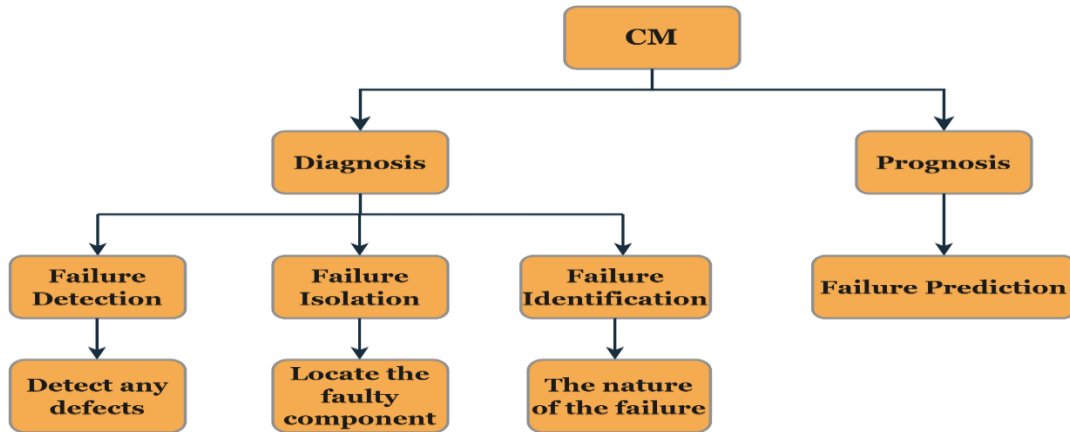 CM
Diagnosis
Prognosis
Failure
Detection
Failure
Isolation
Failure
Identification
Failure Prediction
Detect any
defects
Locate the
faulty
component
The nature
of the failure